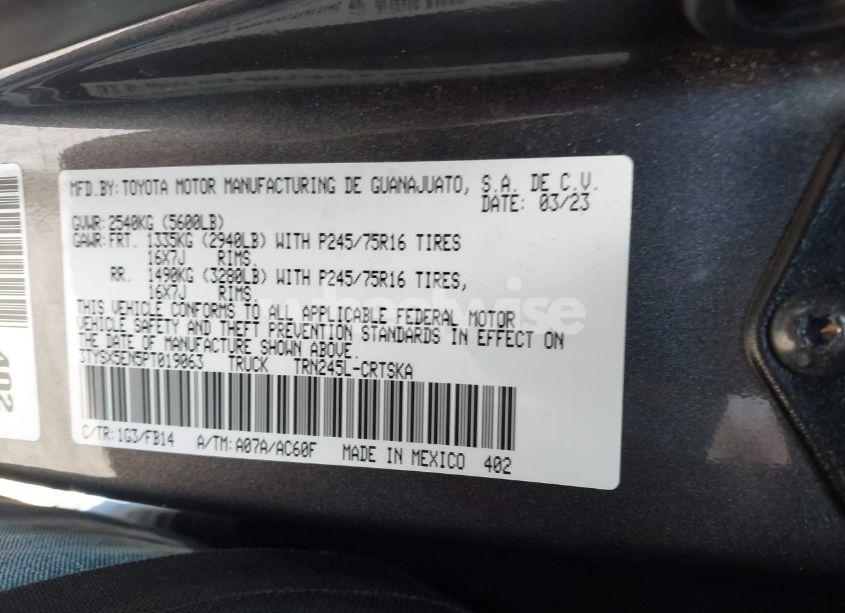 MFD.BY:TOYOTA MOTOR MANUFACTURING DE GUANAJUATO, S.A. DE C.V.
DATE: 03/23
GVWR:2540KG (5600LB)
GAWR:FRT. 1335KG (2940LB) WITH P245/75R16 TIRES
16X7J RIMS.
RR. 1490KG (3280LB) WITH P245/75R16 TIRES,
16X7J RIMS.
THIS VEHICLE CONFORMS TO ALL APPLICABLE FEDERAL MOTOR
VEHICLE SAFETY AND THEFT PREVENTION STANDARDS IN EFFECT ON
THE DATE OF MANUFACTURE SHOWN ABOVE.
3TYSX5EN5PT019063 TRUCK TRN245L-CRTSKA
C/TR:1G3/FB14 A/TM:A07A/AC60F MADE IN MEXICO 402
402